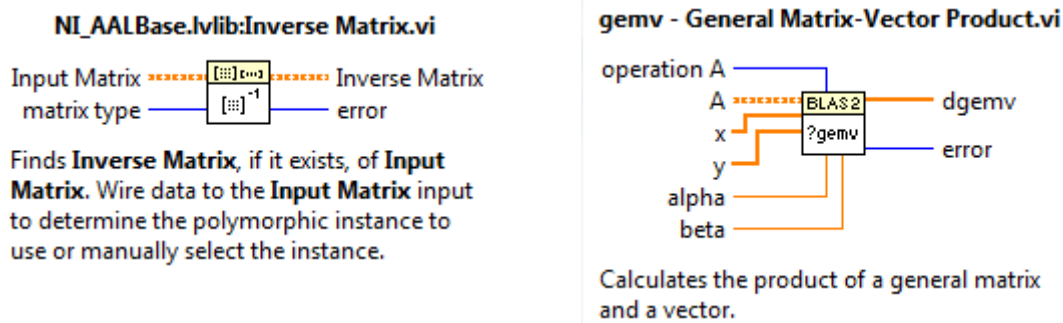 NI_AALBase.lvlib:Inverse Matrix.vi
Input Matrix
Inverse Matrix
matrix type
[⁝⁝⁝]⁻¹
error
Finds Inverse Matrix, if it exists, of Input
Matrix. Wire data to the Input Matrix input
to determine the polymorphic instance to
use or manually select the instance.
gemv - General Matrix-Vector Product.vi
operation A
A
BLAS2
dgemv
x
?gemv
y
error
alpha
beta
Calculates the product of a general matrix
and a vector.